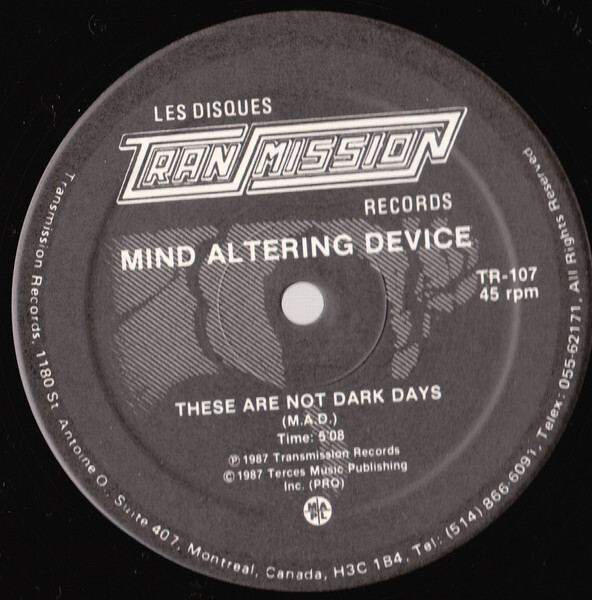 LES DISQUES
TRANSMISSION
RECORDS
MIND ALTERING DEVICE
TR-107
45 rpm
THESE ARE NOT DARK DAYS
(M.A.D.)
Time: 5'08
Ⓟ 1987 Transmission Records
© 1987 Terces Music Publishing
Inc. (PRO)
MAPL
Transmission Records, 1180 St. Antoine O., Suite 407, Montreal, Canada, H3C 1B4, Tel: (514) 866.6091, Telex: 055-62171, All Rights Reserved